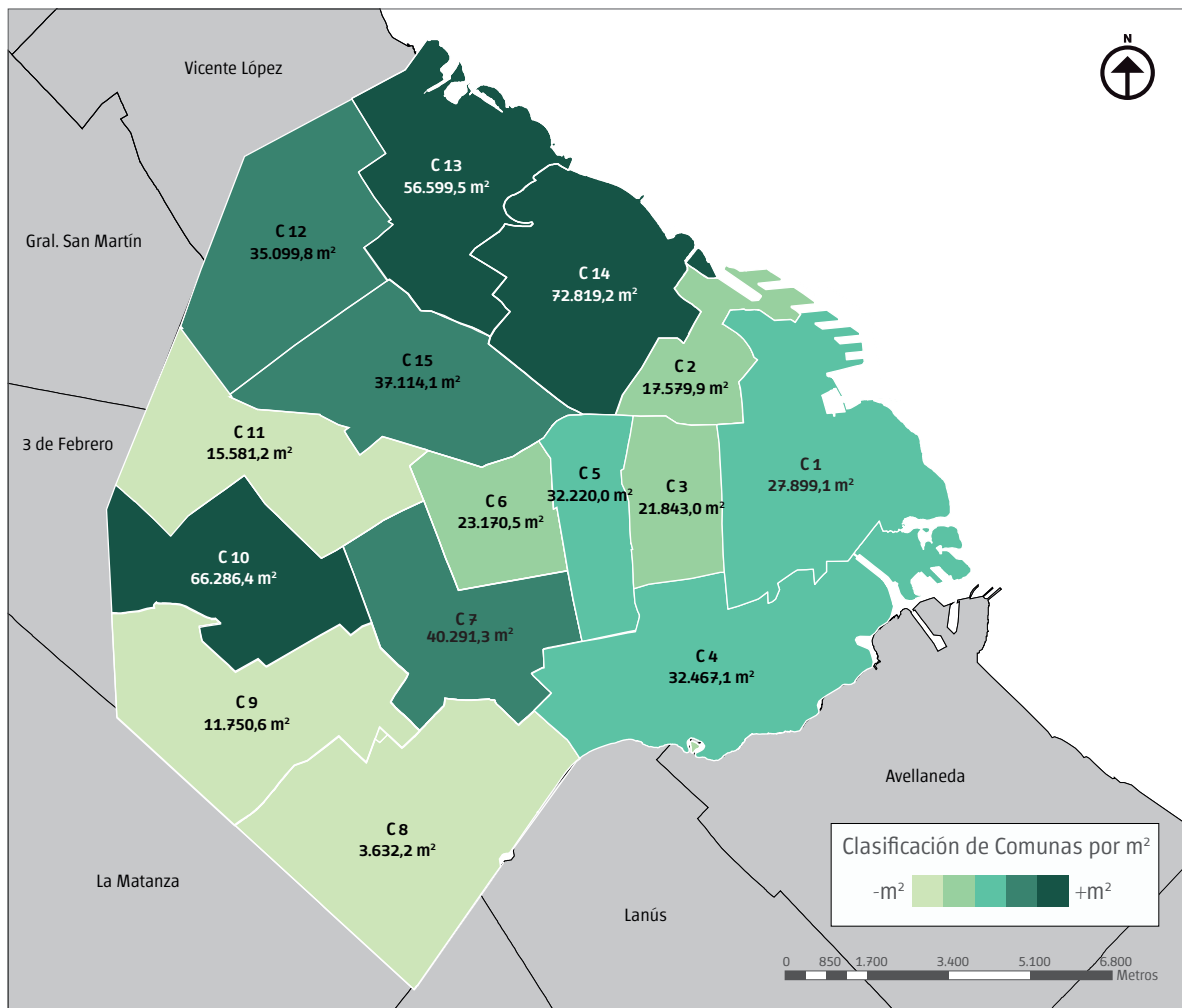 N
Vicente López
C 13
56.599,5 m²
C 12
35.099,8 m²
Gral. San Martín
C 14
72.819,2 m²
C 15
37.114,1 m²
C 2
17.579,9 m²
3 de Febrero
C 11
15.581,2 m²
C 5
32.220,0 m²
C 3
21.843,0 m²
C 1
27.899,1 m²
C 6
23.170,5 m²
C 10
66.286,4 m²
C 7
40.291,3 m²
C 4
32.467,1 m²
C 9
11.750,6 m²
Avellaneda
C 8
3.632,2 m²
La Matanza
Lanús
Clasificación de Comunas por m²
-m² +m²
0 850 1.700 3.400 5.100 6.800
Metros